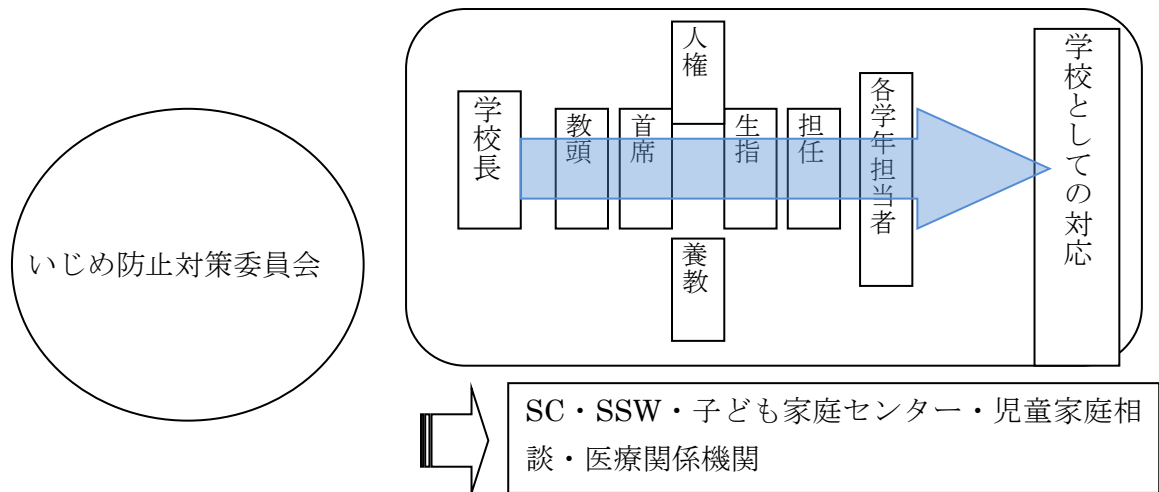 いじめ防止対策委員会
学校長
教頭
首席
人権
養教
生指
担任
各学年担当者
学校としての対応
SC・SSW・子ども家庭センター・児童家庭相
談・医療関係機関